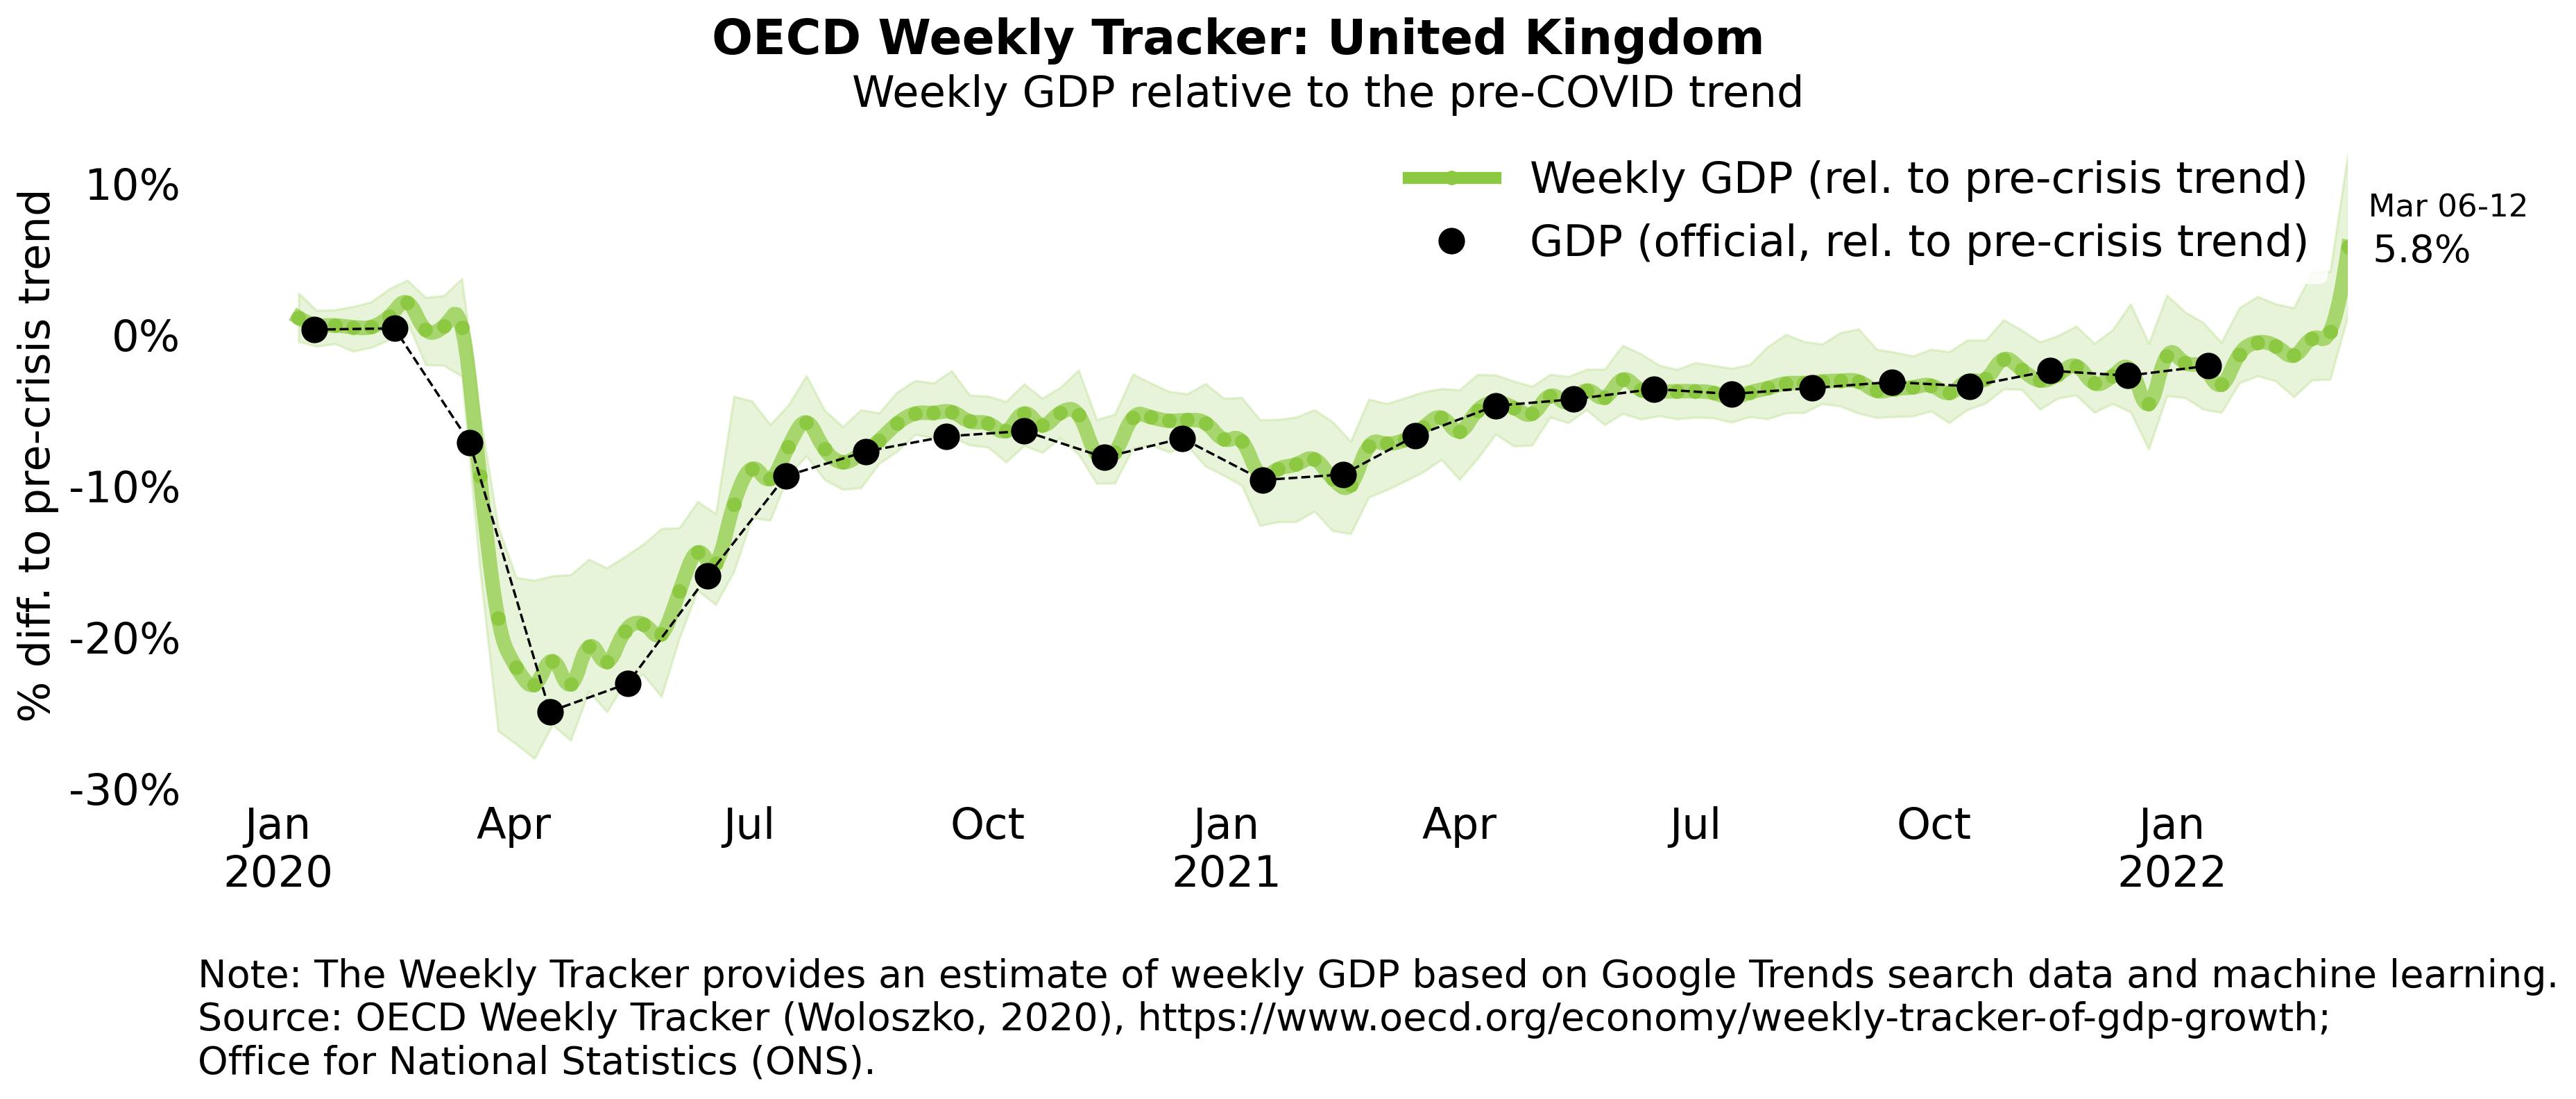 OECD Weekly Tracker: United Kingdom
Weekly GDP relative to the pre-COVID trend
% diff. to pre-crisis trend
10%
0%
-10%
-20%
-30%
Weekly GDP (rel. to pre-crisis trend)
GDP (official, rel. to pre-crisis trend)
Mar 06-12
5.8%
Jan Apr Jul Oct Jan Apr Jul Oct Jan
2020 2021 2022
Note: The Weekly Tracker provides an estimate of weekly GDP based on Google Trends search data and machine learning.
Source: OECD Weekly Tracker (Woloszko, 2020), https://www.oecd.org/economy/weekly-tracker-of-gdp-growth;
Office for National Statistics (ONS).